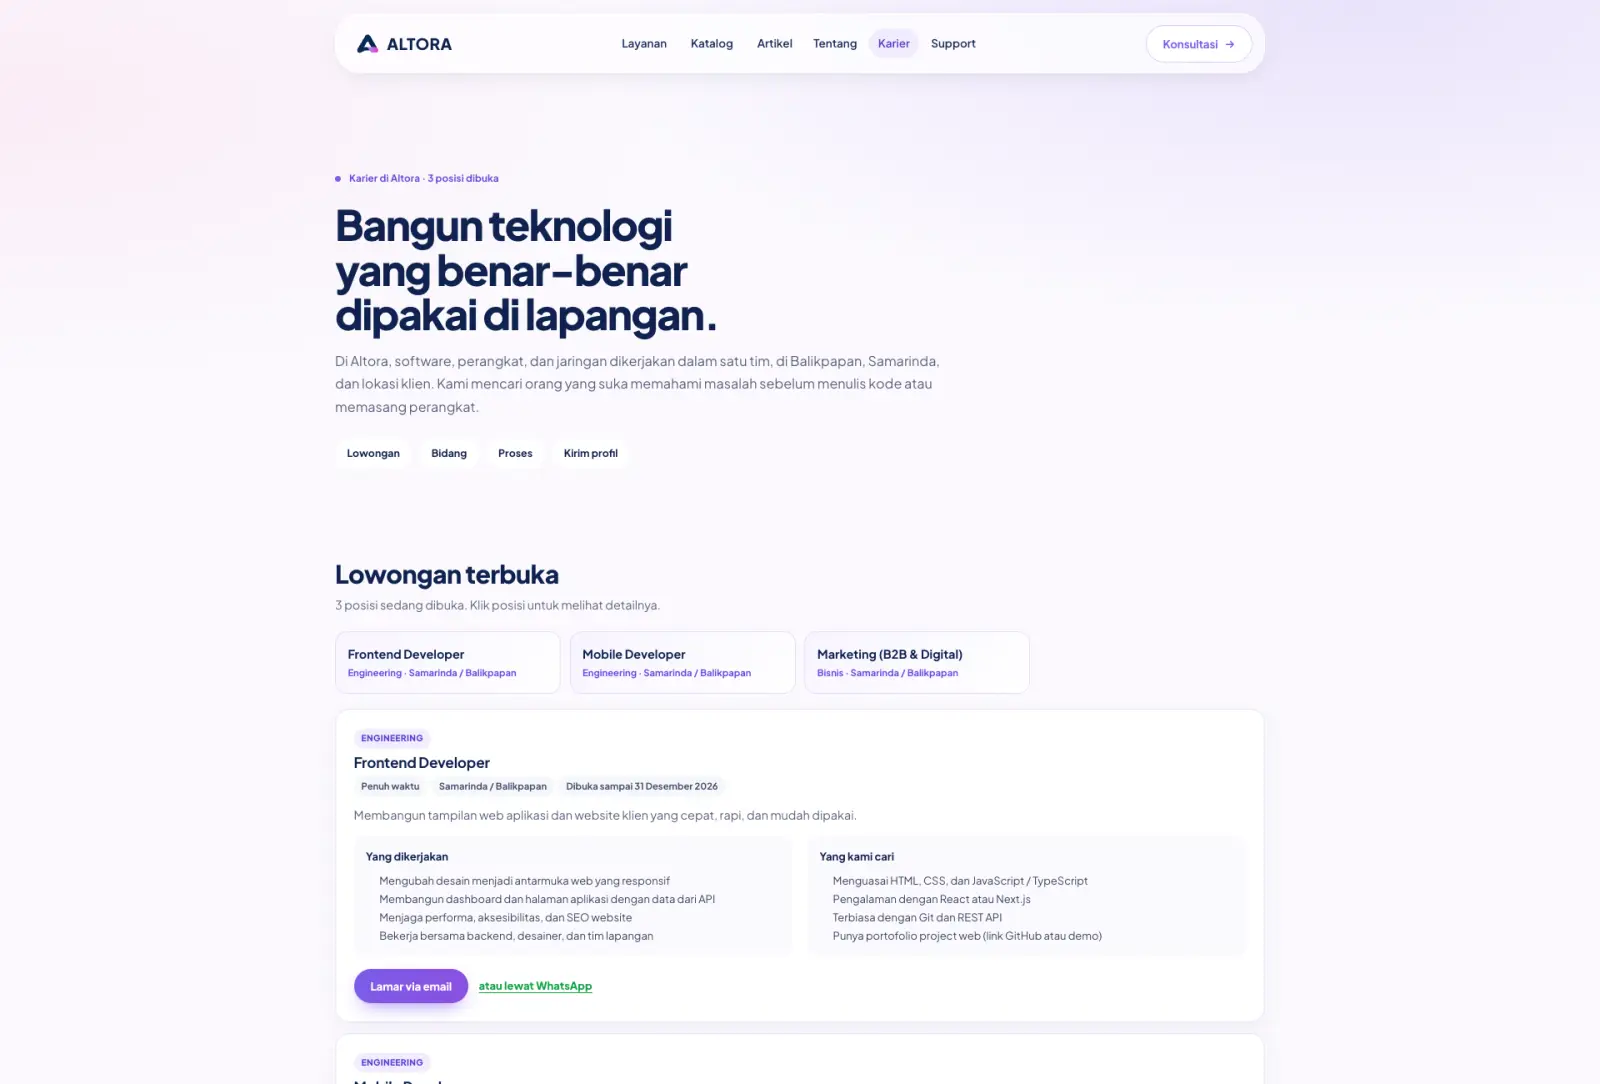 ALTORA
Layanan
Katalog
Artikel
Tentang
Karier
Support
Konsultasi →
Karier di Altora · 3 posisi dibuka
Bangun teknologi
yang benar-benar
dipakai di lapangan.
Di Altora, software, perangkat, dan jaringan dikerjakan dalam satu tim, di Balikpapan, Samarinda,
dan lokasi klien. Kami mencari orang yang suka memahami masalah sebelum menulis kode atau
memasang perangkat.
Lowongan
Bidang
Proses
Kirim profil
Lowongan terbuka
3 posisi sedang dibuka. Klik posisi untuk melihat detailnya.
Frontend Developer
Engineering · Samarinda / Balikpapan
Mobile Developer
Engineering · Samarinda / Balikpapan
Marketing (B2B & Digital)
Bisnis · Samarinda / Balikpapan
ENGINEERING
Frontend Developer
Penuh waktu
Samarinda / Balikpapan
Dibuka sampai 31 Desember 2026
Membangun tampilan web aplikasi dan website klien yang cepat, rapi, dan mudah dipakai.
Yang dikerjakan
Mengubah desain menjadi antarmuka web yang responsif
Membangun dashboard dan halaman aplikasi dengan data dari API
Menjaga performa, aksesibilitas, dan SEO website
Bekerja bersama backend, desainer, dan tim lapangan
Yang kami cari
Menguasai HTML, CSS, dan JavaScript / TypeScript
Pengalaman dengan React atau Next.js
Terbiasa dengan Git dan REST API
Punya portofolio project web (link GitHub atau demo)
Lamar via email
atau lewat WhatsApp
ENGINEERING